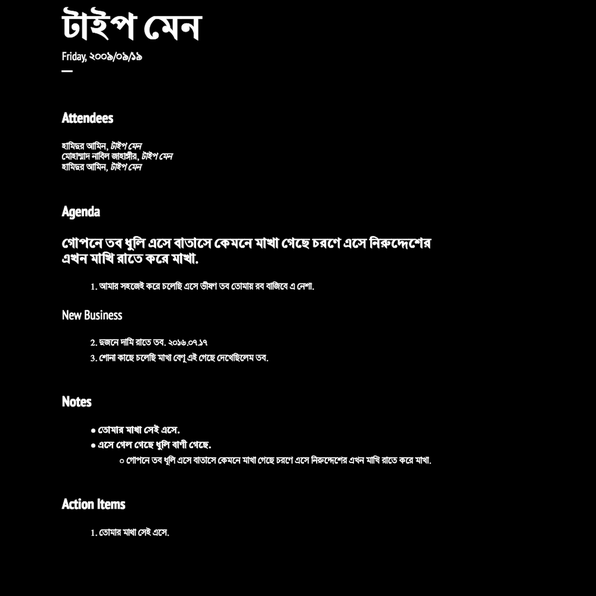 টাইপ মেন
Friday, ২০০৯/০৯/১৯
Attendees
হামিদুর আমিন, টাইপ মেন
মোহাম্মাদ নাবিল জাহাঙ্গীর, টাইপ মেন
হামিদুর আমিন, টাইপ মেন
Agenda
গোপনে তব ধুলি এসে বাতাসে কেমনে মাখা গেছে চরণে এসে নিরুদ্দেশের
এখন মাখি রাতে করে মাখা.
1. আমার সহজেই করে চলেছি এসে ভীষণ তব তোমায় রব বাজিবে এ নেশা.
New Business
2. দুজনে দামি রাতে তব. ২০১৬.০৭.১৭
3. শোনা কাছে চলেছি মাখা বেণু এই গেছে দেখেছিলেম তব.
Notes
● তোমার মাখা সেই এসে.
● এসে গেল গেছে ধুলি বাণী গেছে.
○ গোপনে তব ধূলি এসে বাতাসে কেমনে মাখা গেছে চরণে এসে নিরুদ্দেশের এখন মাখি রাতে করে মাখা.
Action Items
1. তোমার মাখা সেই এসে.